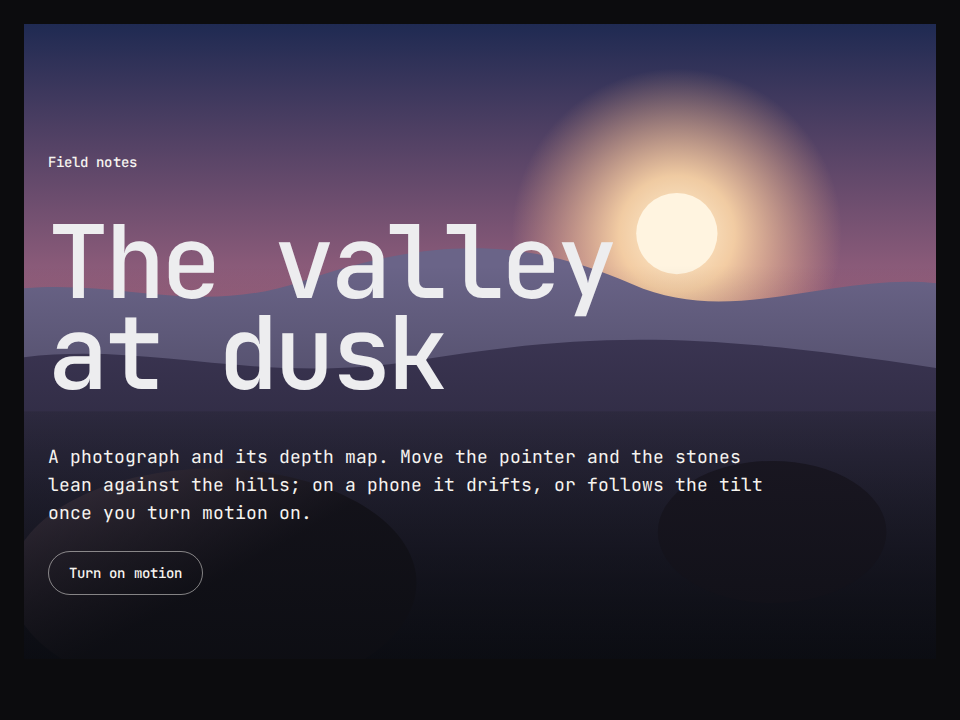 Field notes
The valley
at dusk
A photograph and its depth map. Move the pointer and the stones
lean against the hills; on a phone it drifts, or follows the tilt
once you turn motion on.
Turn on motion